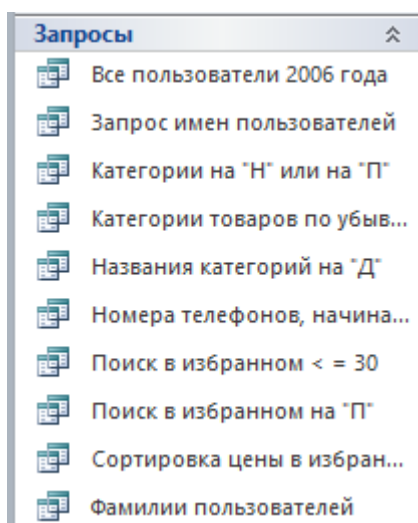 Запросы
Все пользователи 2006 года
Запрос имен пользователей
Категории на "Н" или на "П"
Категории товаров по убыв...
Названия категорий на "Д"
Номера телефонов, начина...
Поиск в избранном < = 30
Поиск в избранном на "П"
Сортировка цены в избран...
Фамилии пользователей